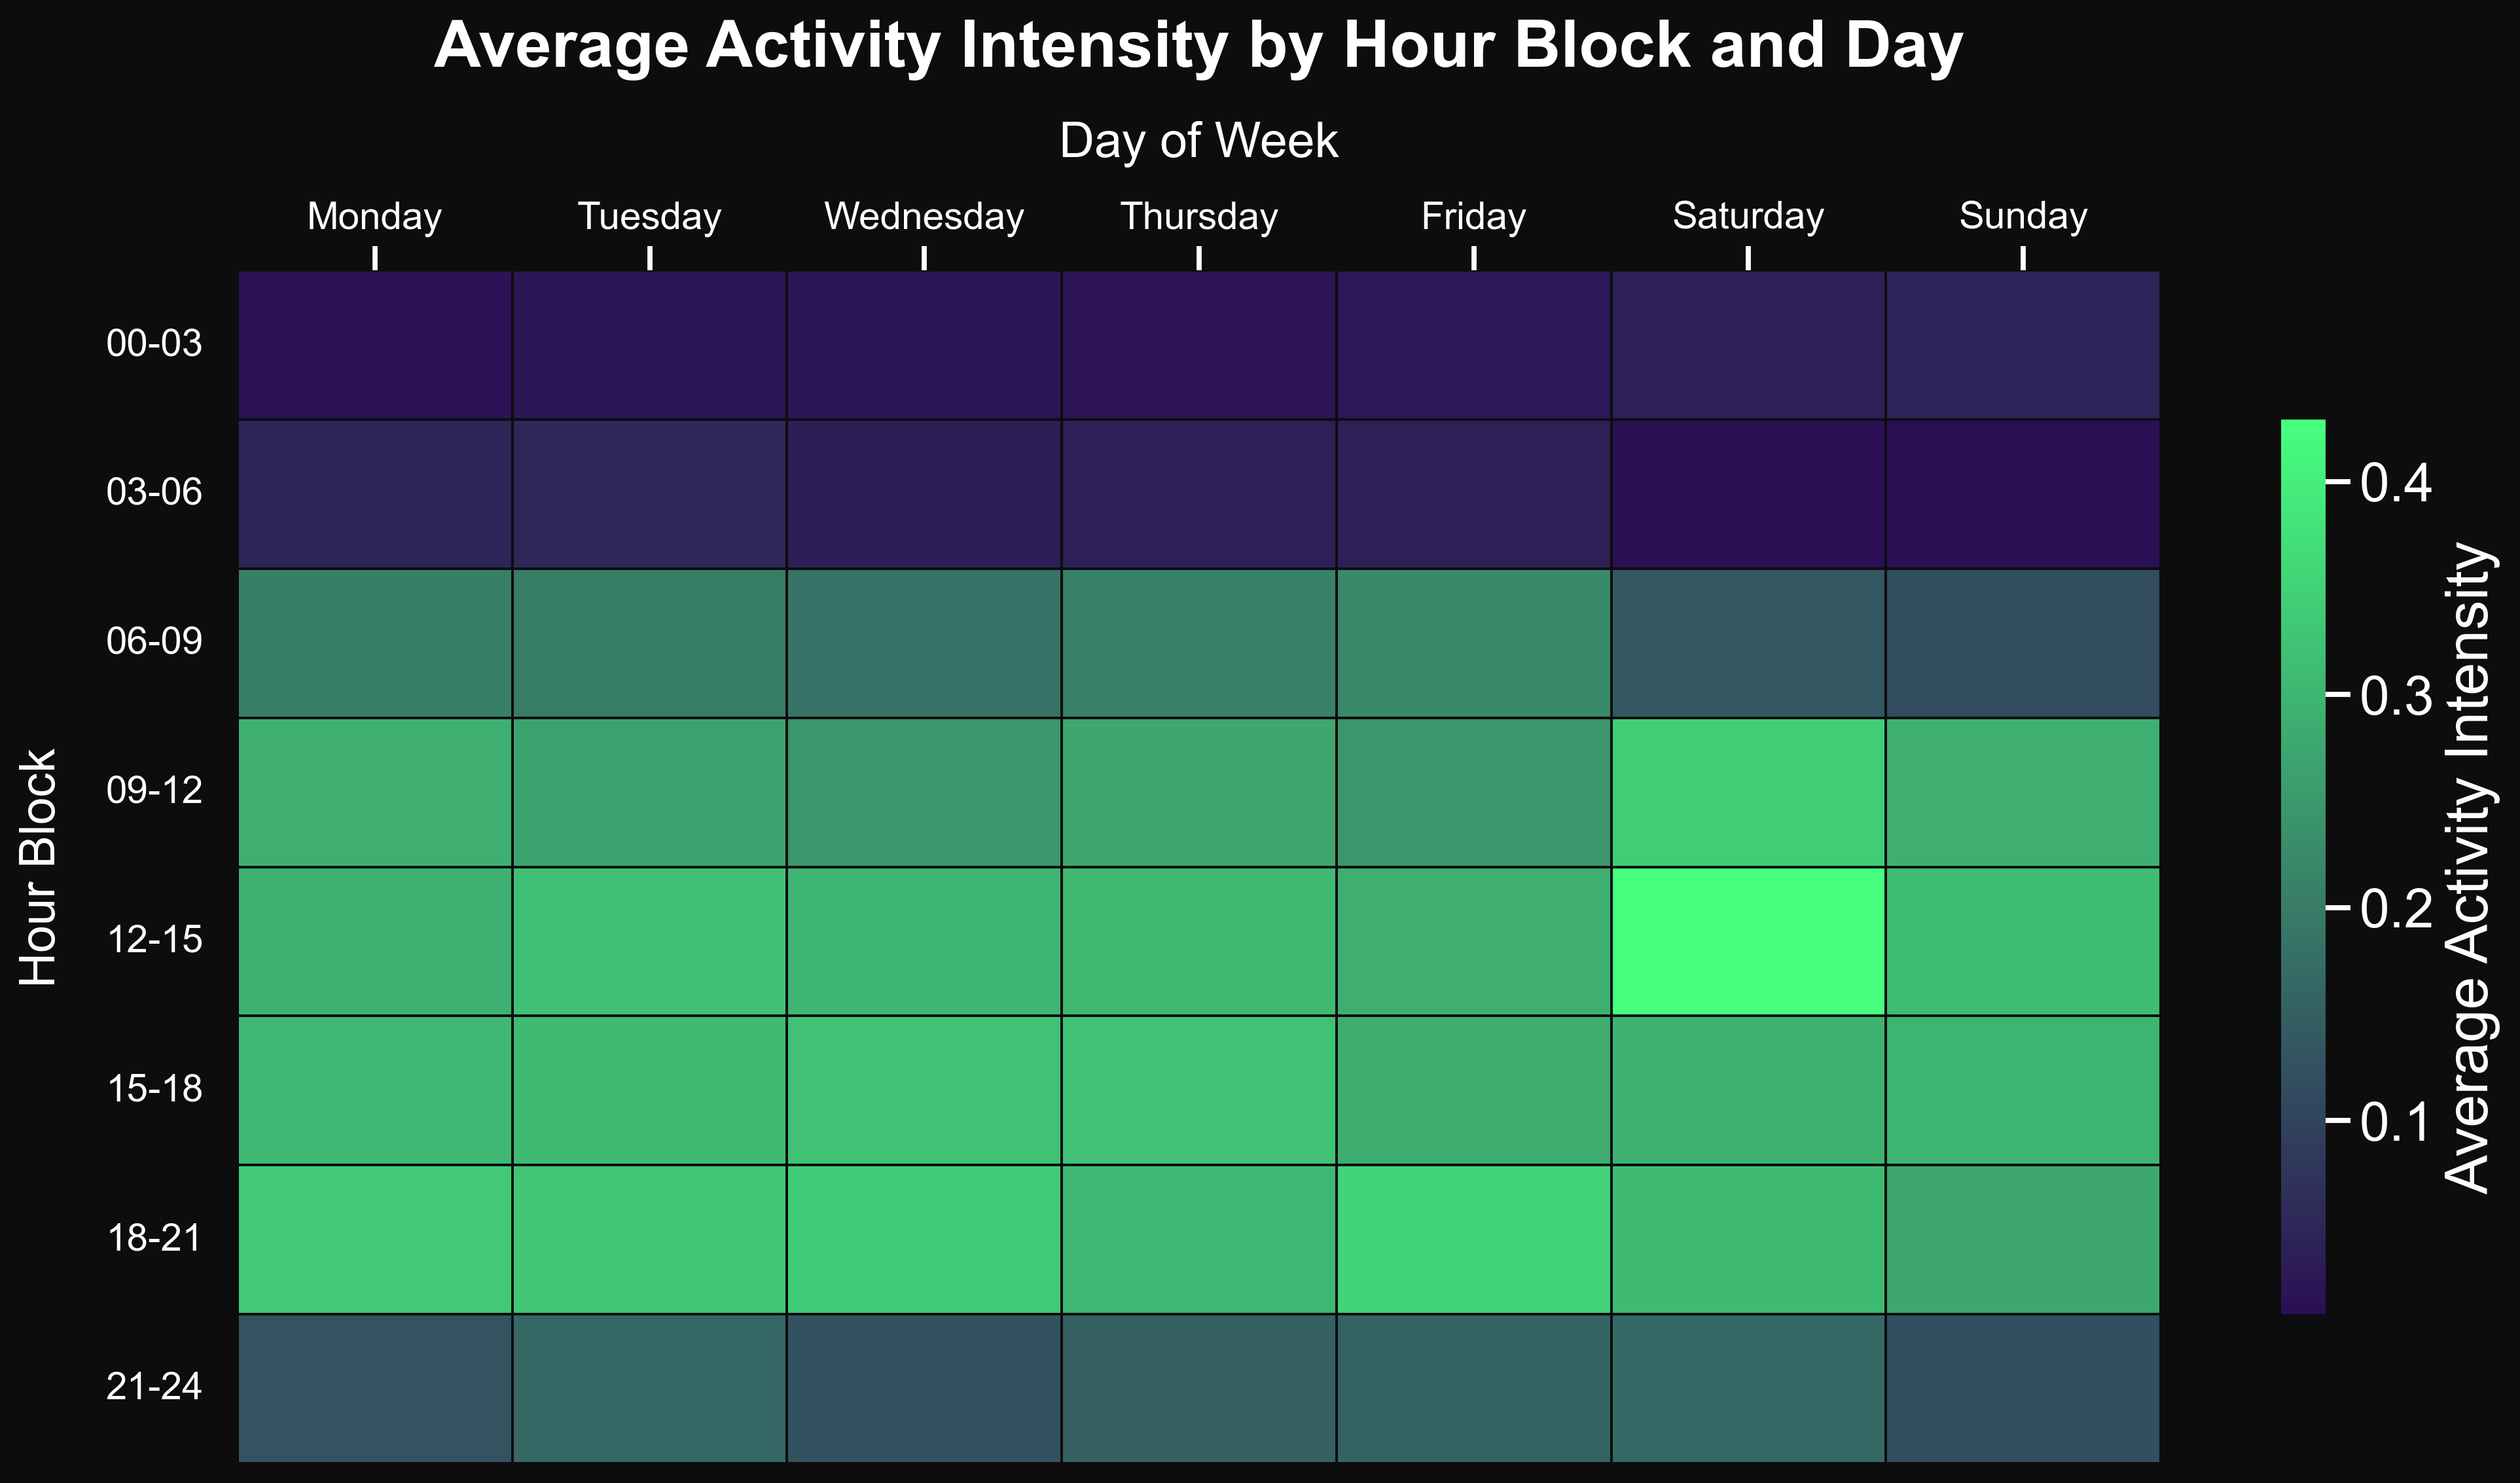 Average Activity Intensity by Hour Block and Day
Day of Week
Monday Tuesday Wednesday Thursday Friday Saturday Sunday
Hour Block
00-03
03-06
06-09
09-12
12-15
15-18
18-21
21-24
0.4
0.3
0.2
0.1
Average Activity Intensity